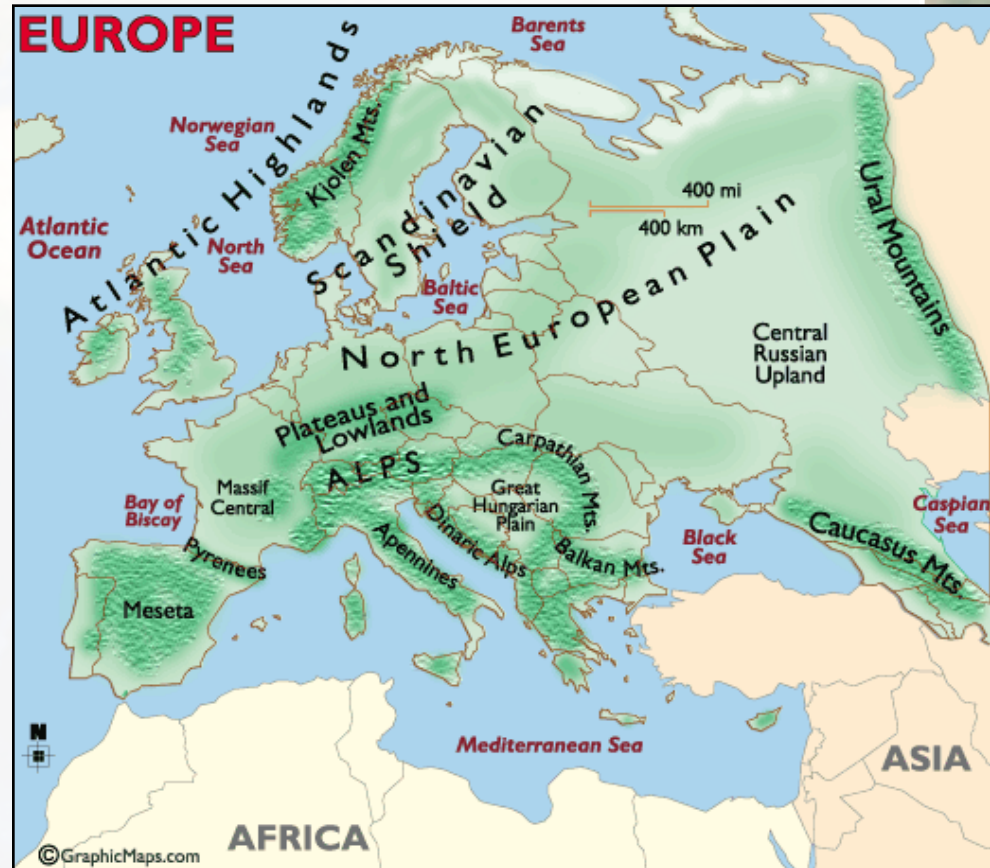 EUROPE
Barents
Sea
Norwegian
Sea
Atlantic Highlands
Kjolen Mts.
Scandinavian
Shield
400 mi
400 km
Ural Mountains
Atlantic
Ocean
North
Sea
Baltic
Sea
North European Plain
Central
Russian
Upland
Plateaus and
Lowlands
Carpathian Mts.
ALPS
Massif
Central
Great
Hungarian
Plain
Bay of
Biscay
Caspian
Sea
Pyrenees
Apennines
Dinaric Alps
Balkan Mts.
Black
Sea
Caucasus Mts.
Meseta
N
Mediterranean Sea
ASIA
AFRICA
©GraphicMaps.com